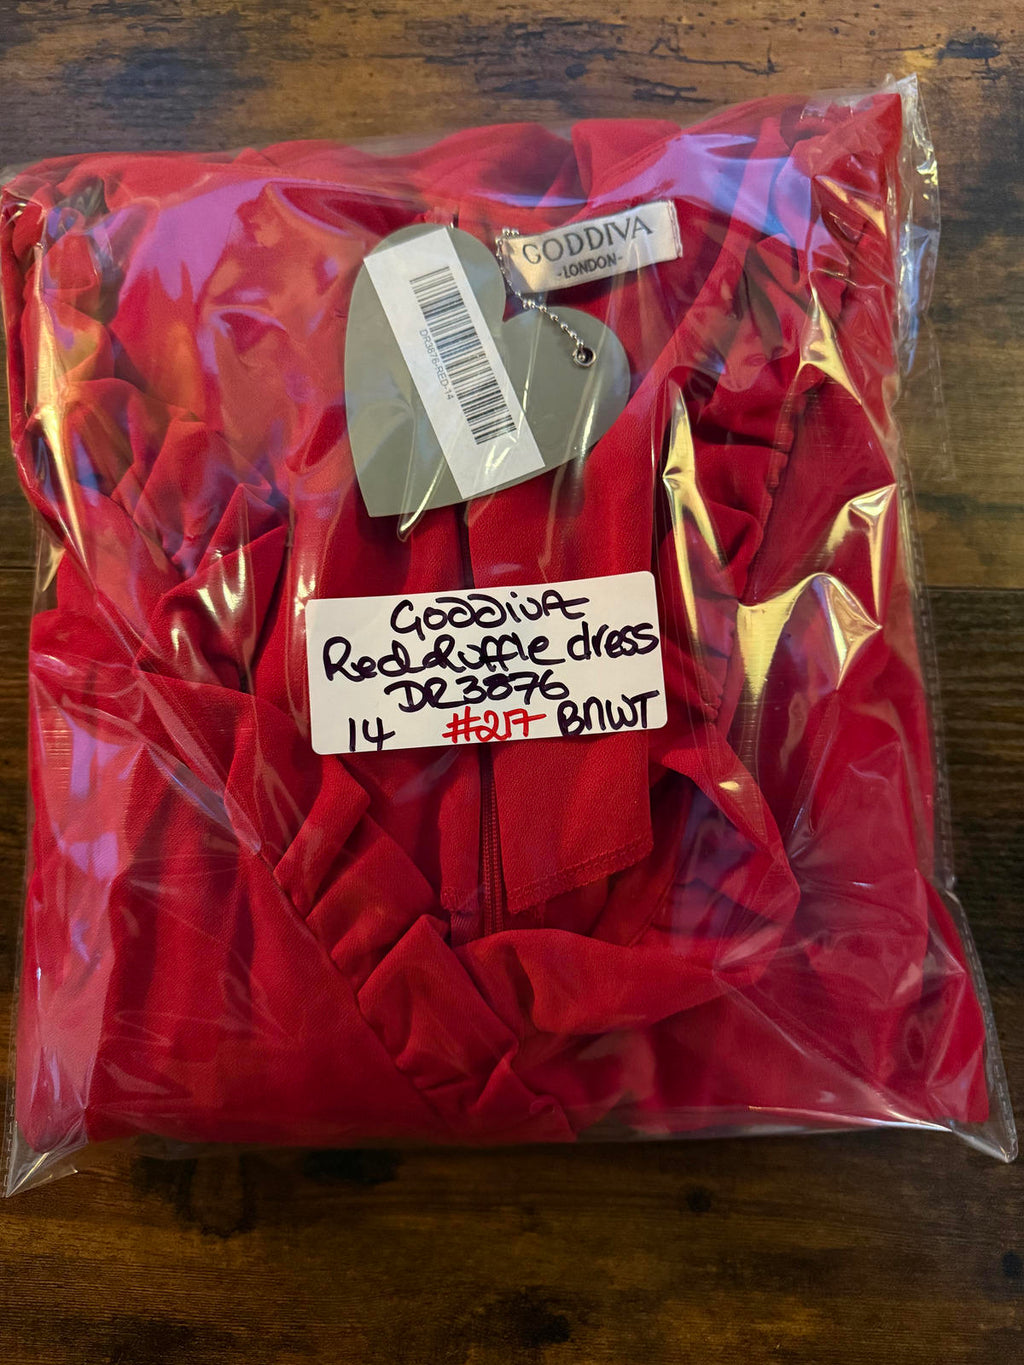 GODDIVA
-LONDON-
DR3876-RED-14
GODDiVA
Red Ruffle dress
DR3876
14 #217 BNWT